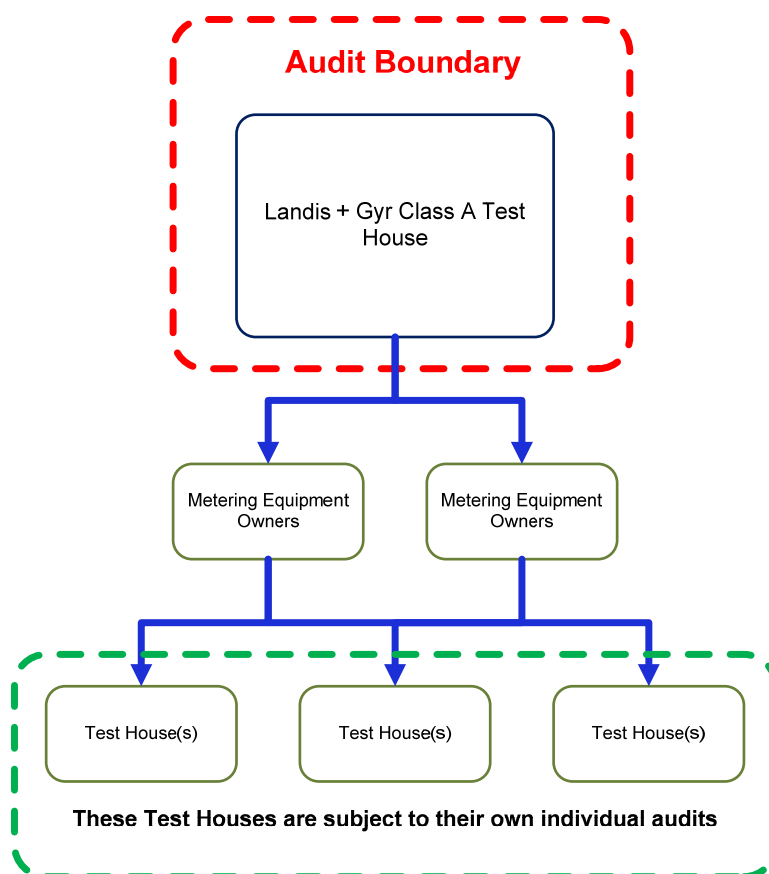 Audit Boundary
Landis + Gyr Class A Test
House
Metering Equipment
Owners
Metering Equipment
Owners
Test House(s)
Test House(s)
Test House(s)
These Test Houses are subject to their own individual audits